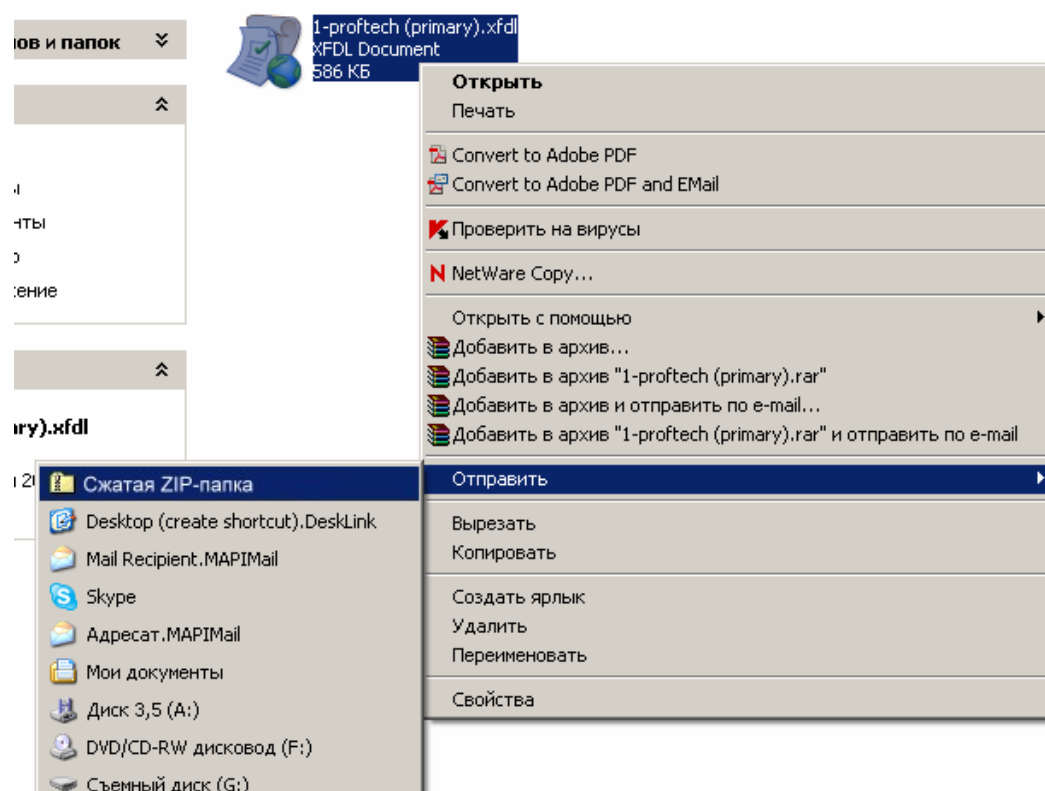 1-proftech (primary).xfdl
XFDL Document
586 КБ
ов и папок
ы
нты
о
ение
ary).xfdl
20
Открыть
Печать
Convert to Adobe PDF
Convert to Adobe PDF and EMail
Проверить на вирусы
NetWare Copy...
Открыть с помощью
Добавить в архив...
Добавить в архив "1-proftech (primary).rar"
Добавить в архив и отправить по e-mail...
Добавить в архив "1-proftech (primary).rar" и отправить по e-mail
Отправить
Вырезать
Копировать
Создать ярлык
Удалить
Переименовать
Свойства
Сжатая ZIP-папка
Desktop (create shortcut).DeskLink
Mail Recipient.MAPIMail
Skype
Адресат.MAPIMail
Мои документы
Диск 3,5 (A:)
DVD/CD-RW дисковод (F:)
Съемный диск (G:)